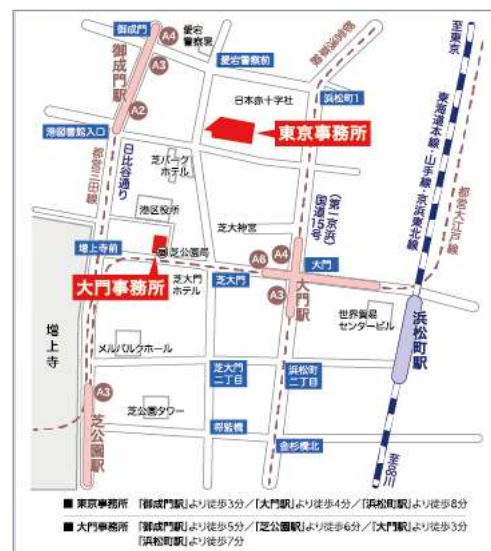 御成門
A4
愛宕
警察署
A3
愛宕警察前
御成門駅
日本赤十字社
浜松町1
至東京
東海道本線・山手線・京浜東北線
A2
港図書館入口
東京事務所
日比谷通り
都営三田線
芝パーク
ホテル
港区役所
芝大神宮
(第一京浜)
国道15号
都営大江戸線
増上寺前
芝公園局
A6
A4
大門
大門事務所
芝大門
ホテル
芝大門
A3
大門駅
世界貿易
センタービル
浜松町駅
増上寺
メルパルクホール
芝大門
二丁目
浜松町
二丁目
A3
芝公園駅
芝公園タワー
将監橋
金杉橋北
至品川
■ 東京事務所 「御成門駅」より徒歩3分/「大門駅」より徒歩4分/「浜松町駅」より徒歩8分
■ 大門事務所 「御成門駅」より徒歩5分/「芝公園駅」より徒歩6分/「大門駅」より徒歩3分
「浜松町駅」より徒歩7分